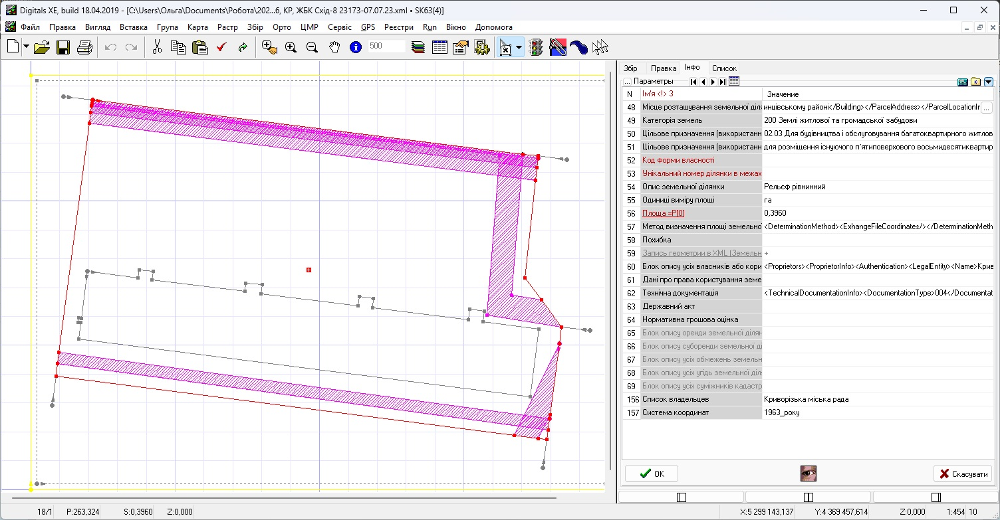 Digitals XE, build 18.04.2019 - [C:\Users\Ольга\Documents\Робота\202...6, КР, ЖБК Схід-8 23173-07.07.23.xml • SK63(4)]
Файл Правка Вигляд Вставка Група Карта Растр Збір Орто ЦМР Сервіс GPS Реєстри Run Вікно Допомога
500
Збір Правка Інфо Список
... Параметры
N Ім'я <!> 3 Значение
48 Місце розташування земельної діля инцівському районі</Building></ParcelAddress></ParcelLocationIr ...
49 Категорія земель 200 Землі житлової та громадської забудови
50 Цільове призначення (використанн 02.03 Для будівництва і обслуговування багатоквартирного житлов
51 Цільове призначення (використанн для розміщення існуючого п´ятиповерхового восьмидесятиквартир
52 Код форми власності
53 Унікальний номер ділянки в межах
54 Опис земельної ділянки Рельєф рівнинний
55 Одиниці виміру площі га
56 Площа =P[0] 0,3960
57 Метод визначення площі земельно <DeterminationMethod><ExhangeFileCoordinates/></DeterminationMeth
58 Похибка
59 Запись геометрии в XML (Земельн +
60 Блок опису усіх власників або кори <Proprietors><ProprietorInfo><Authentication><LegalEntity><Name>Крив
61 Дані про права користування земе
62 Технічна документація <TechnicalDocumentationInfo><DocumentationType>004</Documentat
63 Державний акт
64 Нормативна грошова оцінка
65 Блок опису оренди земельної ділян
66 Блок опису суборенди земельної ді
67 Блок опису усіх обмежень земельн
68 Блок опису усіх угідь земельної діл
69 Блок опису усіх суміжників кадастр
156 Список владельцев Криворізька міська рада
157 Система координат 1963_року
OK Скасувати
18/1 P:263,324 S:0,3960 Z:0,000 X:5 299 143,137 Y:4 369 457,614 Z:0,000 1:454 10